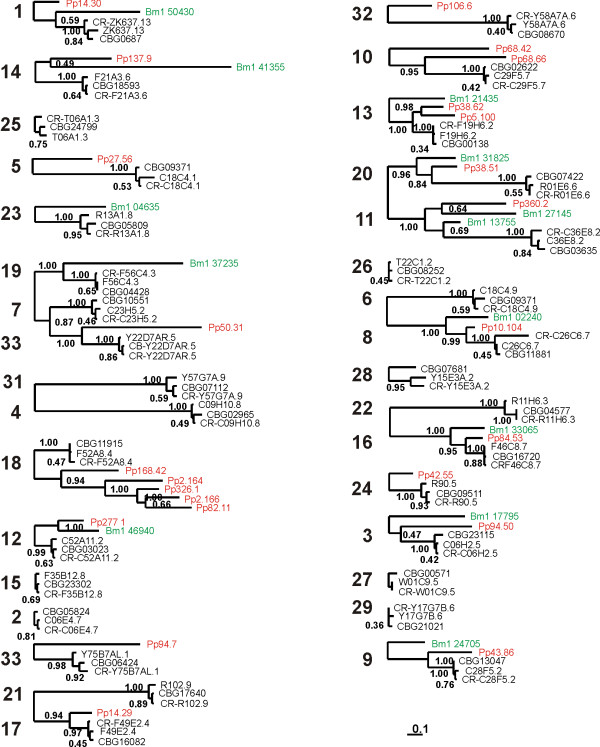 1
Pp14.30
Bm1 50430
1.00
0.59
CR-ZK637.13
ZK637.13
0.84
CBG0687
14
Pp137.9
0.49
Bm1 41355
1.00
F21A3.6
CBG18593
0.64
CR-F21A3.6
25
CR-T06A1.3
CBG24799
T06A1.3
0.75
5
Pp27.56
1.00
CBG09371
C18C4.1
0.53
CR-C18C4.1
23
Bm1 04635
1.00
R13A1.8
CBG05809
0.95
CR-R13A1.8
19
Bm1 37235
1.00
CR-F56C4.3
F56C4.3
0.65
CBG04428
7
1.00
CBG10551
C23H5.2
0.87
0.46
CR-C23H5.2
Pp50.31
33
1.00
1.00
Y22D7AR.5
CB-Y22D7AR.5
0.86
CR-Y22D7AR.5
31
1.00
Y57G7A.9
CBG07112
0.59
CR-Y57G7A.9
4
1.00
C09H10.8
CBG02965
0.49
CR-C09H10.8
18
1.00
CBG11915
F52A8.4
0.47
CR-F52A8.4
Pp168.42
0.94
Pp2.164
1.00
Pp326.1
1.00
Pp2.166
0.66
Pp82.11
12
Pp277.1
1.00
Bm1 46940
0.99
C52A11.2
CBG03023
0.63
CR-C52A11.2
15
F35B12.8
CBG23302
0.69
CR-F35B12.8
2
CBG05824
C06E4.7
0.81
CR-C06E4.7
33
Pp94.7
Y75B7AL.1
0.98
CBG06424
0.92
CR-Y75B7AL.1
21
1.00
R102.9
CBG17640
0.89
CR-R102.9
17
0.94
Pp14.29
CR-F49E2.4
0.97
F49E2.4
0.45
CBG16082
32
Pp106.6
1.00
CR-Y58A7A.6
Y58A7A.6
0.40
CBG08670
10
Pp68.42
Pp68.66
0.95
1.00
CBG02622
C29F5.7
0.42
CR-C29F5.7
13
Bm1 21435
0.98
Pp38.62
Pp5.100
1.00
1.00
CR-F19H6.2
F19H6.2
0.34
CBG00138
20
Bm1 31825
0.96
Pp38.51
0.84
1.00
CBG07422
R01E6.6
0.55
CR-R01E6.6
11
Pp360.2
0.64
Bm1 27145
1.00
Bm1 13755
0.69
1.00
CR-C36E8.2
C36E8.2
0.84
CBG03635
26
T22C1.2
CBG08252
0.45
CR-T22C1.2
6
1.00
C18C4.9
CBG09371
0.59
CR-C18C4.9
8
Bm1 02240
1.00
Pp10.104
0.99
1.00
CR-C26C6.7
C26C6.7
0.45
CBG11881
28
CBG07681
Y15E3A.2
0.95
CR-Y15E3A.2
22
1.00
R11H6.3
CBG04577
CR-R11H6.3
16
Bm1 33065
0.95
Pp84.53
1.00
F46C8.7
CBG16720
0.88
CRF46C8.7
24
Pp42.55
R90.5
1.00
CBG09511
0.93
CR-R90.5
3
Bm1 17795
Pp94.50
0.47
CBG23115
1.00
C06H2.5
0.42
CR-C06H2.5
27
CBG00571
W01C9.5
CR-W01C9.5
29
CR-Y17G7B.6
Y17G7B.6
0.36
CBG21021
9
Bm1 24705
Pp43.86
1.00
CBG13047
1.00
C28F5.2
0.76
CR-C28F5.2
0.1